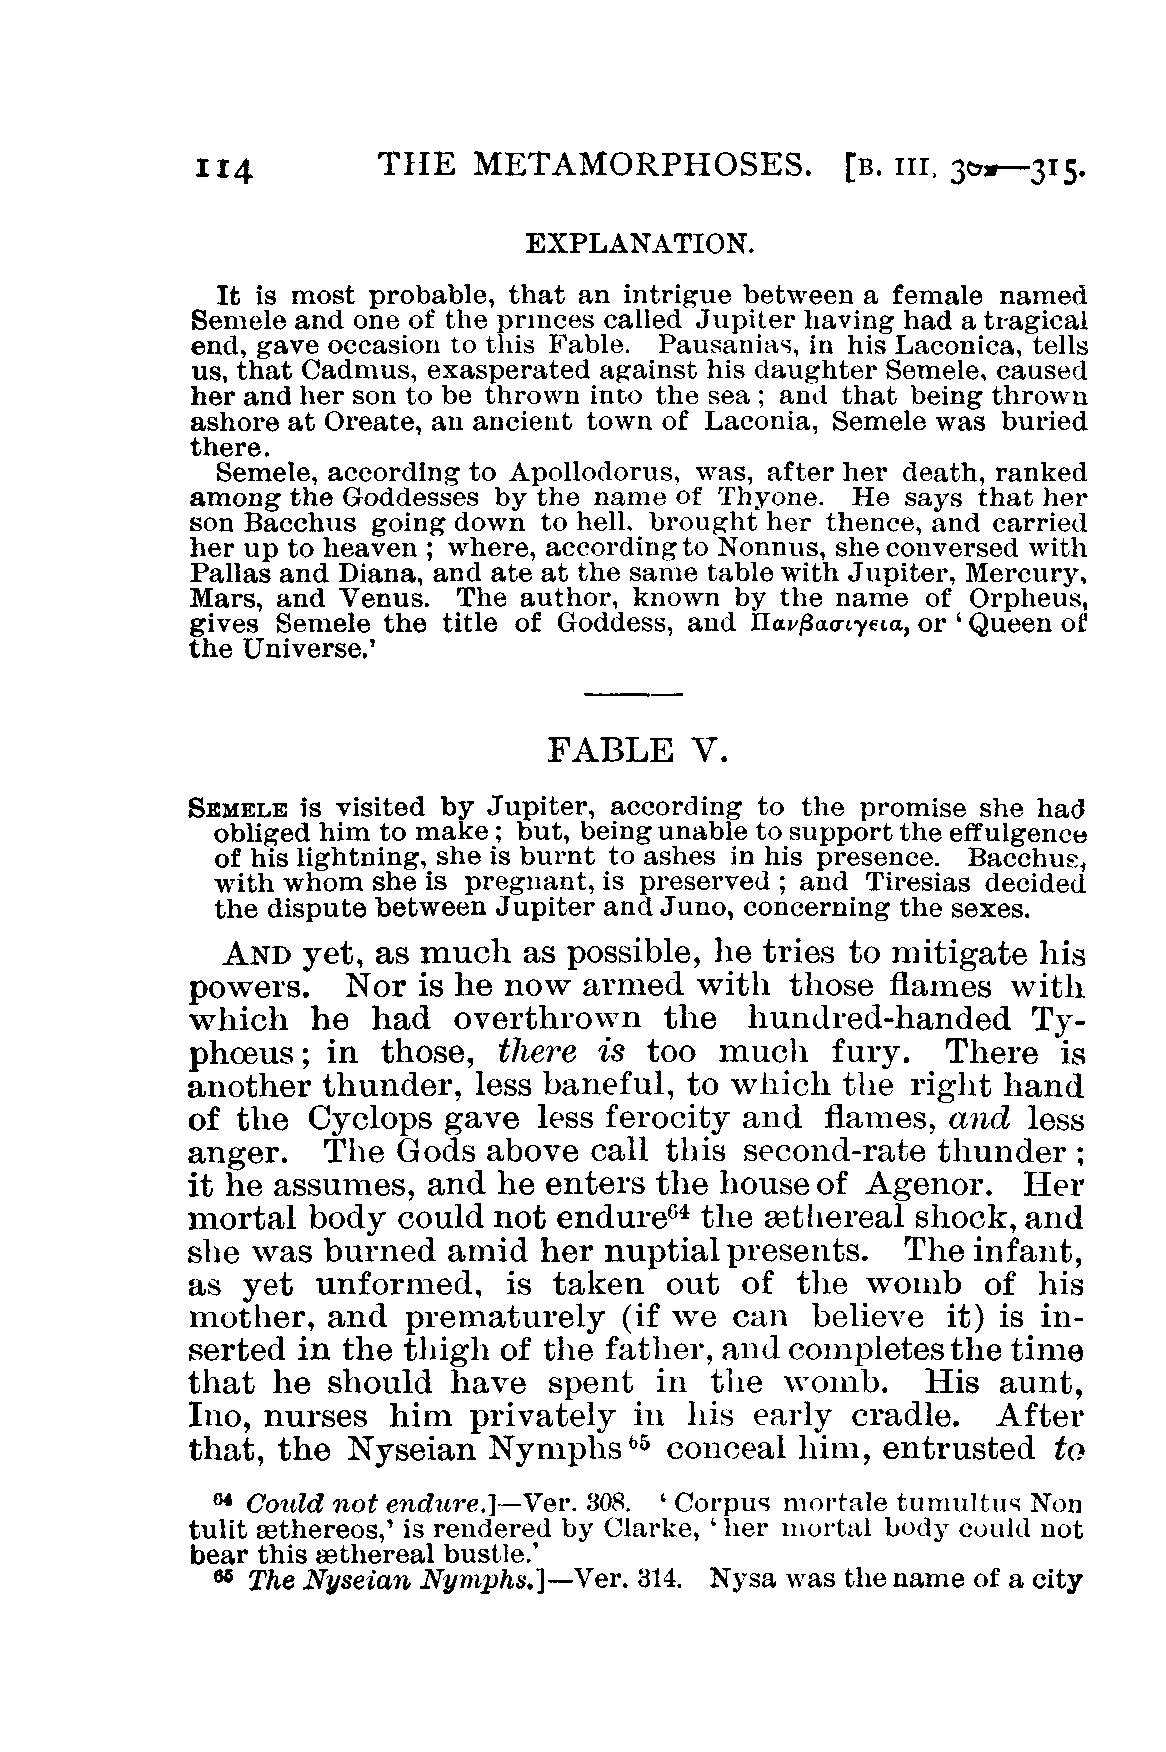 114 THE METAMORPHOSES. [B. III. —315.
EXPLANATION.
It is most probable, that an intrigue between a female named
Semele and one of the princes called Jupiter having had a tragical
end, gave occasion to this Fable. Pausanias, in his Laconica, tells
us, that Cadmus, exasperated against his daughter Semele, caused
her and her son to be thrown into the sea; and that being thrown
ashore at Oreate, an ancient town of Laconia, Semele was buried
there.
Semele, according to Apollodorus, was, after her death, ranked
among the Goddesses by the name of Thyone. He says that her
son Bacchus going down to hell, brought her thence, and carried
her up to heaven; where, according to Nonnus, she conversed with
Pallas and Diana, and ate at the same table with Jupiter, Mercury,
Mars, and Venus. The author, known by the name of Orpheus,
gives Semele the title of Goddess, and Πανβασιγεια, or ‘Queen of
the Universe.’
FABLE V.
SEMELE is visited by Jupiter, according to the promise she had
obliged him to make; but, being unable to support the effulgence
of his lightning, she is burnt to ashes in his presence. Bacchus,
with whom she is pregnant, is preserved; and Tiresias decided
the dispute between Jupiter and Juno, concerning the sexes.
AND yet, as much as possible, he tries to mitigate his
powers. Nor is he now armed with those flames with
which he had overthrown the hundred-handed Ty-
phœus; in those, there is too much fury. There is
another thunder, less baneful, to which the right hand
of the Cyclops gave less ferocity and flames, and less
anger. The Gods above call this second-rate thunder;
it he assumes, and he enters the house of Agenor. Her
mortal body could not endure⁶⁴ the æthereal shock, and
she was burned amid her nuptial presents. The infant,
as yet unformed, is taken out of the womb of his
mother, and prematurely (if we can believe it) is in-
serted in the thigh of the father, and completes the time
that he should have spent in the womb. His aunt,
Ino, nurses him privately in his early cradle. After
that, the Nyseian Nymphs⁶⁵ conceal him, entrusted to
⁶⁴ Could not endure.]—Ver. 308. ‘Corpus mortale tumultus Non
tulit æthereos,’ is rendered by Clarke, ‘her mortal body could not
bear this æthereal bustle.’
⁶⁵ The Nyseian Nymphs.]—Ver. 314. Nysa was the name of a city